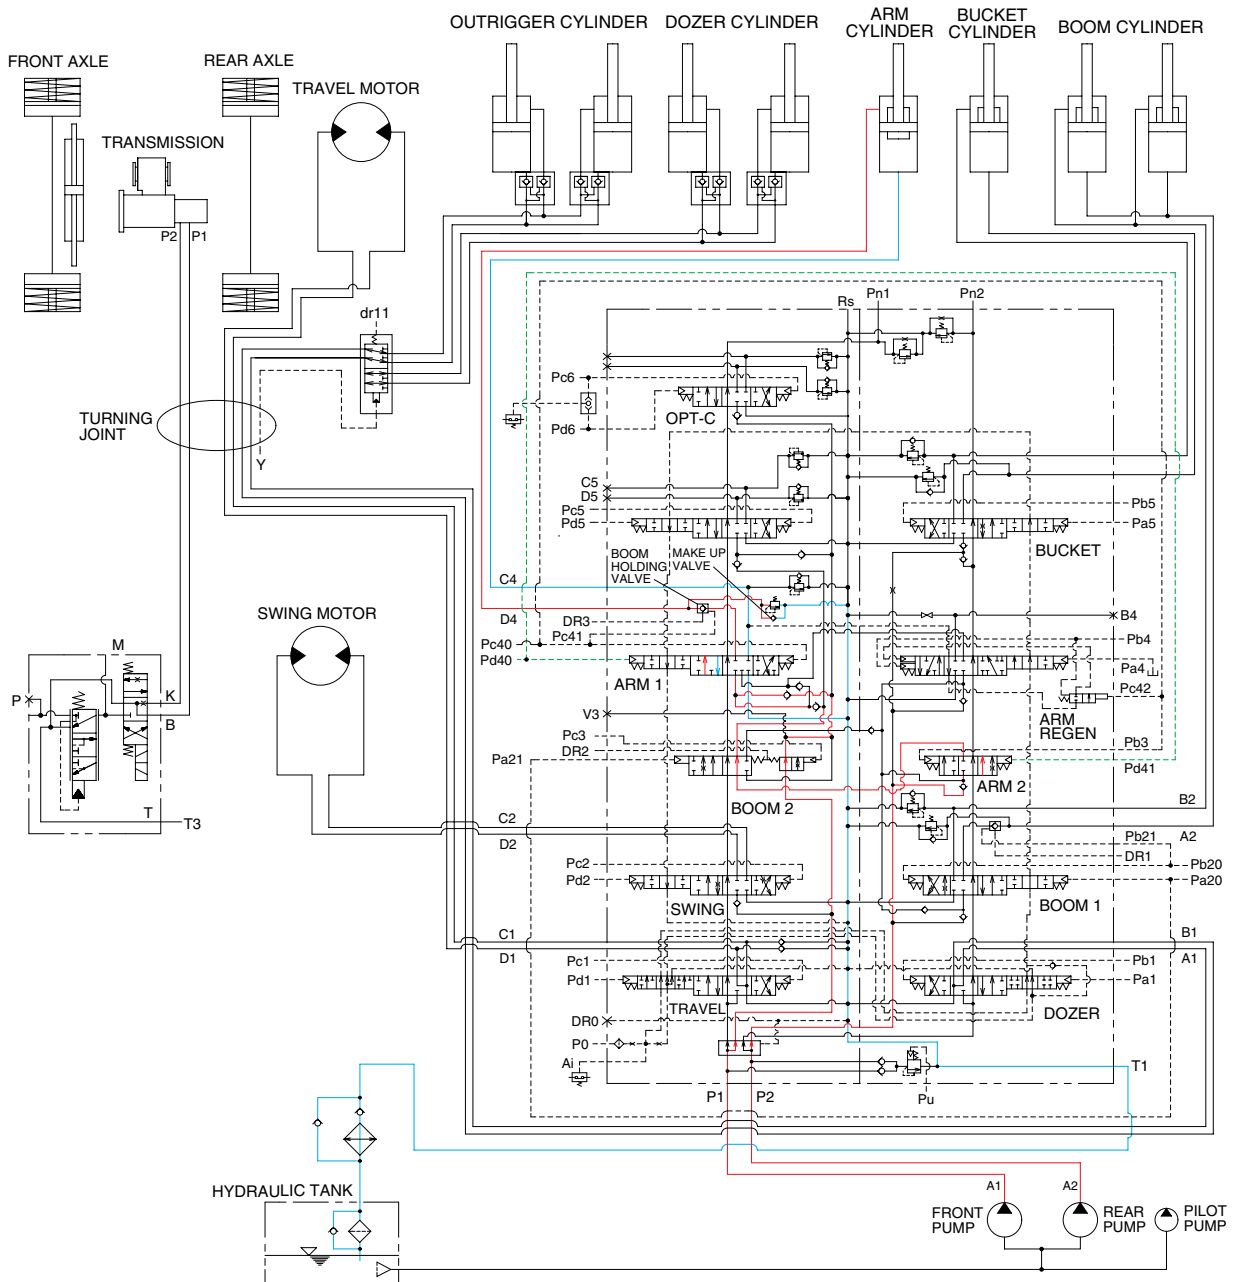 OUTRIGGER CYLINDER
DOZER CYLINDER
ARM
CYLINDER
BUCKET
CYLINDER
BOOM CYLINDER
FRONT AXLE
REAR AXLE
TRAVEL MOTOR
TRANSMISSION
P2
P1
dr11
TURNING
JOINT
Y
Rs
Pn1
Pn2
Pc6
Pd6
OPT-C
C5
D5
Pc5
Pd5
Pb5
Pa5
BUCKET
BOOM
HOLDING
VALVE
MAKE UP
VALVE
C4
D4
DR3
Pc41
Pc40
Pd40
B4
Pb4
Pa4
Pc42
ARM 1
ARM
REGEN
SWING MOTOR
M
P
K
B
T
T3
V3
Pc3
DR2
Pa21
Pb3
Pd41
BOOM 2
ARM 2
B2
C2
D2
Pb21
A2
DR1
Pc2
Pd2
Pb20
Pa20
SWING
BOOM 1
C1
D1
B1
A1
Pc1
Pd1
Pb1
Pa1
TRAVEL
DOZER
DR0
P0
Ai
T1
P1
P2
Pu
HYDRAULIC TANK
A1
A2
FRONT
PUMP
REAR
PUMP
PILOT
PUMP